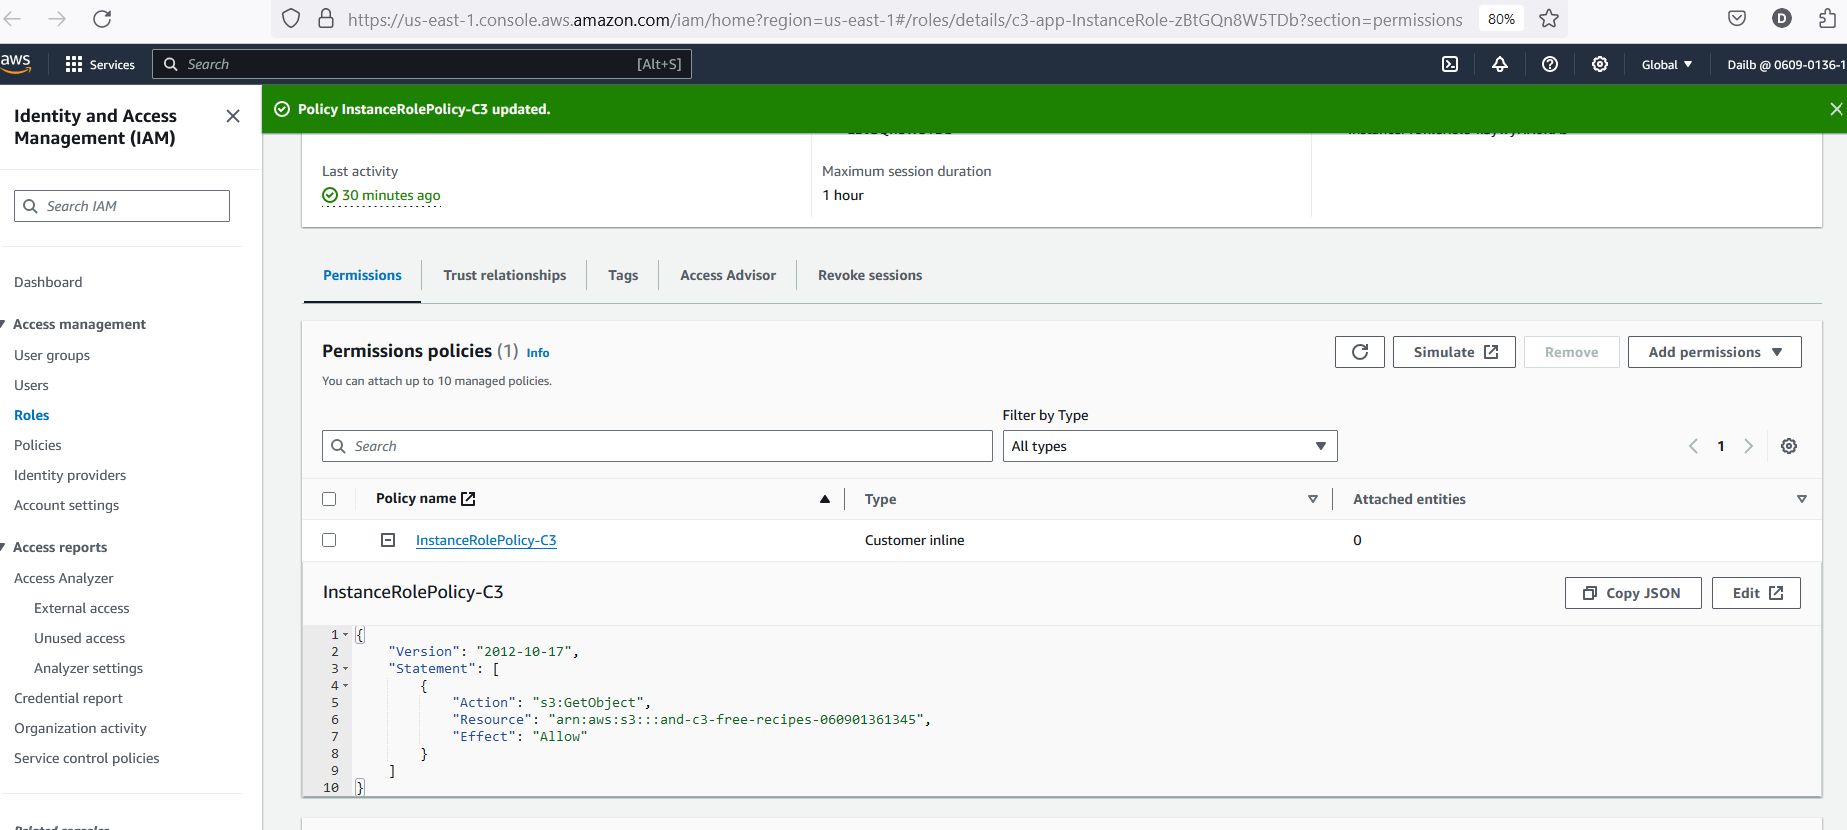 https://us-east-1.console.aws.amazon.com/iam/home?region=us-east-1#/roles/details/c3-app-InstanceRole-zBtGQn8W5TDb?section=permissions
80%
D
aws
Services
Search
[Alt+S]
Global
Dailb @ 0609-0136-1
Identity and Access
Management (IAM)
Search IAM
Dashboard
Access management
User groups
Users
Roles
Policies
Identity providers
Account settings
Access reports
Access Analyzer
External access
Unused access
Analyzer settings
Credential report
Organization activity
Service control policies
Related consoles
Policy InstanceRolePolicy-C3 updated.
Last activity
30 minutes ago
Maximum session duration
1 hour
Permissions
Trust relationships
Tags
Access Advisor
Revoke sessions
Permissions policies (1) Info
You can attach up to 10 managed policies.
Simulate
Remove
Add permissions
Filter by Type
Search
All types
1
Policy name
Type
Attached entities
InstanceRolePolicy-C3
Customer inline
0
InstanceRolePolicy-C3
Copy JSON
Edit
1 {
2 "Version": "2012-10-17",
3 "Statement": [
4 {
5 "Action": "s3:GetObject",
6 "Resource": "arn:aws:s3:::and-c3-free-recipes-060901361345",
7 "Effect": "Allow"
8 }
9 ]
10 }